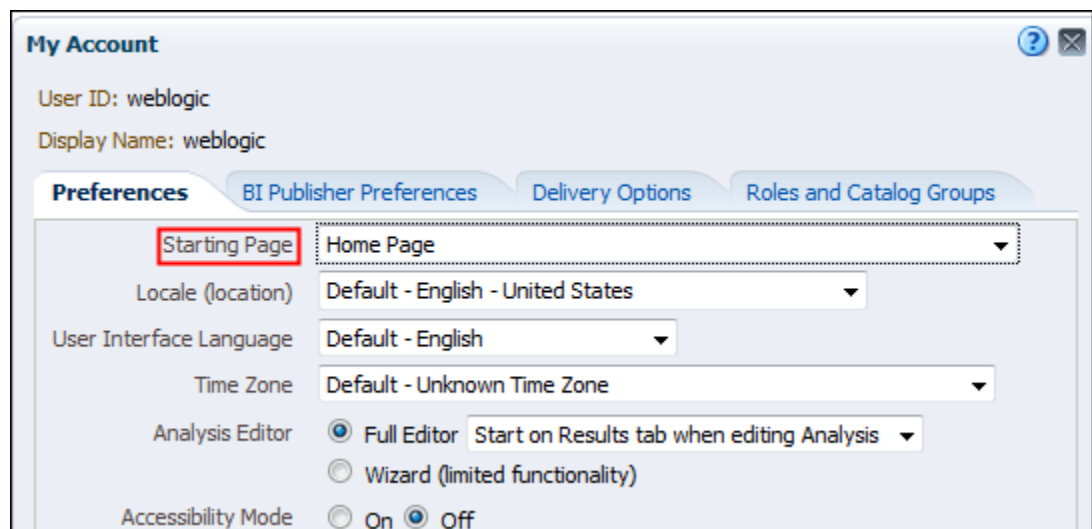 My Account
User ID: weblogic
Display Name: weblogic
Preferences BI Publisher Preferences Delivery Options Roles and Catalog Groups
Starting Page Home Page
Locale (location) Default - English - United States
User Interface Language Default - English
Time Zone Default - Unknown Time Zone
Analysis Editor Full Editor Start on Results tab when editing Analysis
Wizard (limited functionality)
Accessibility Mode On Off